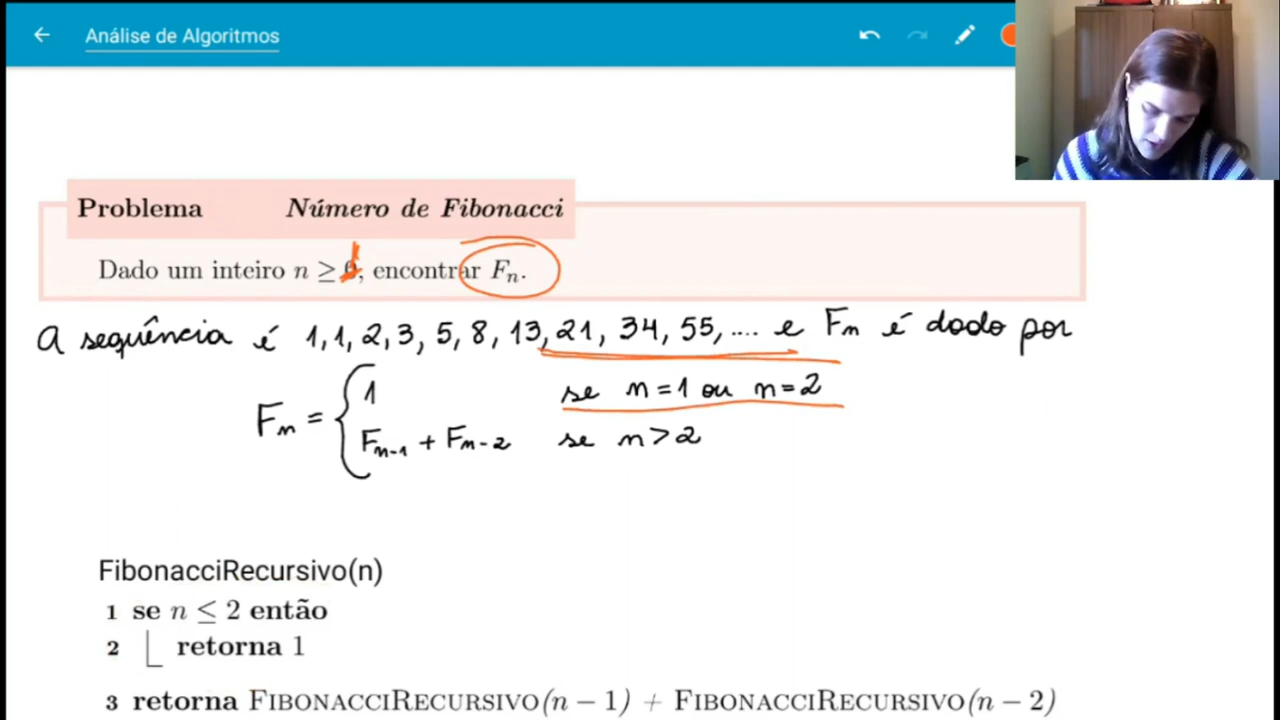 Análise de Algoritmos
Problema Número de Fibonacci
Dado um inteiro n ≥ 1, encontrar Fn.
A sequência é 1, 1, 2, 3, 5, 8, 13, 21, 34, 55, .... e Fn é dado por
Fn = { 1 se n = 1 ou n = 2
Fn-1 + Fn-2 se n > 2
FibonacciRecursivo(n)
1 se n ≤ 2 então
2 retorna 1
3 retorna FIBONACCIRECURSIVO(n − 1) + FIBONACCIRECURSIVO(n − 2)